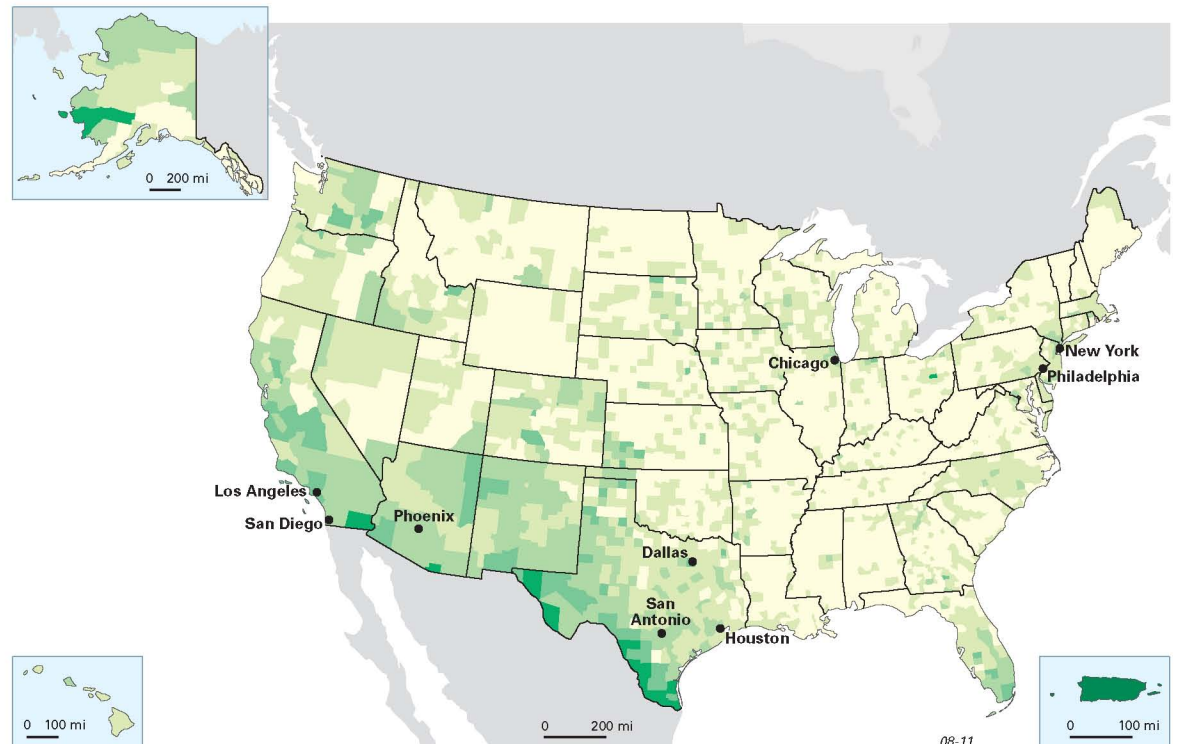 0 200 mi
Chicago
New York
Philadelphia
Los Angeles
San Diego
Phoenix
Dallas
San
Antonio
Houston
0 100 mi
0 200 mi
08-11
0 100 mi